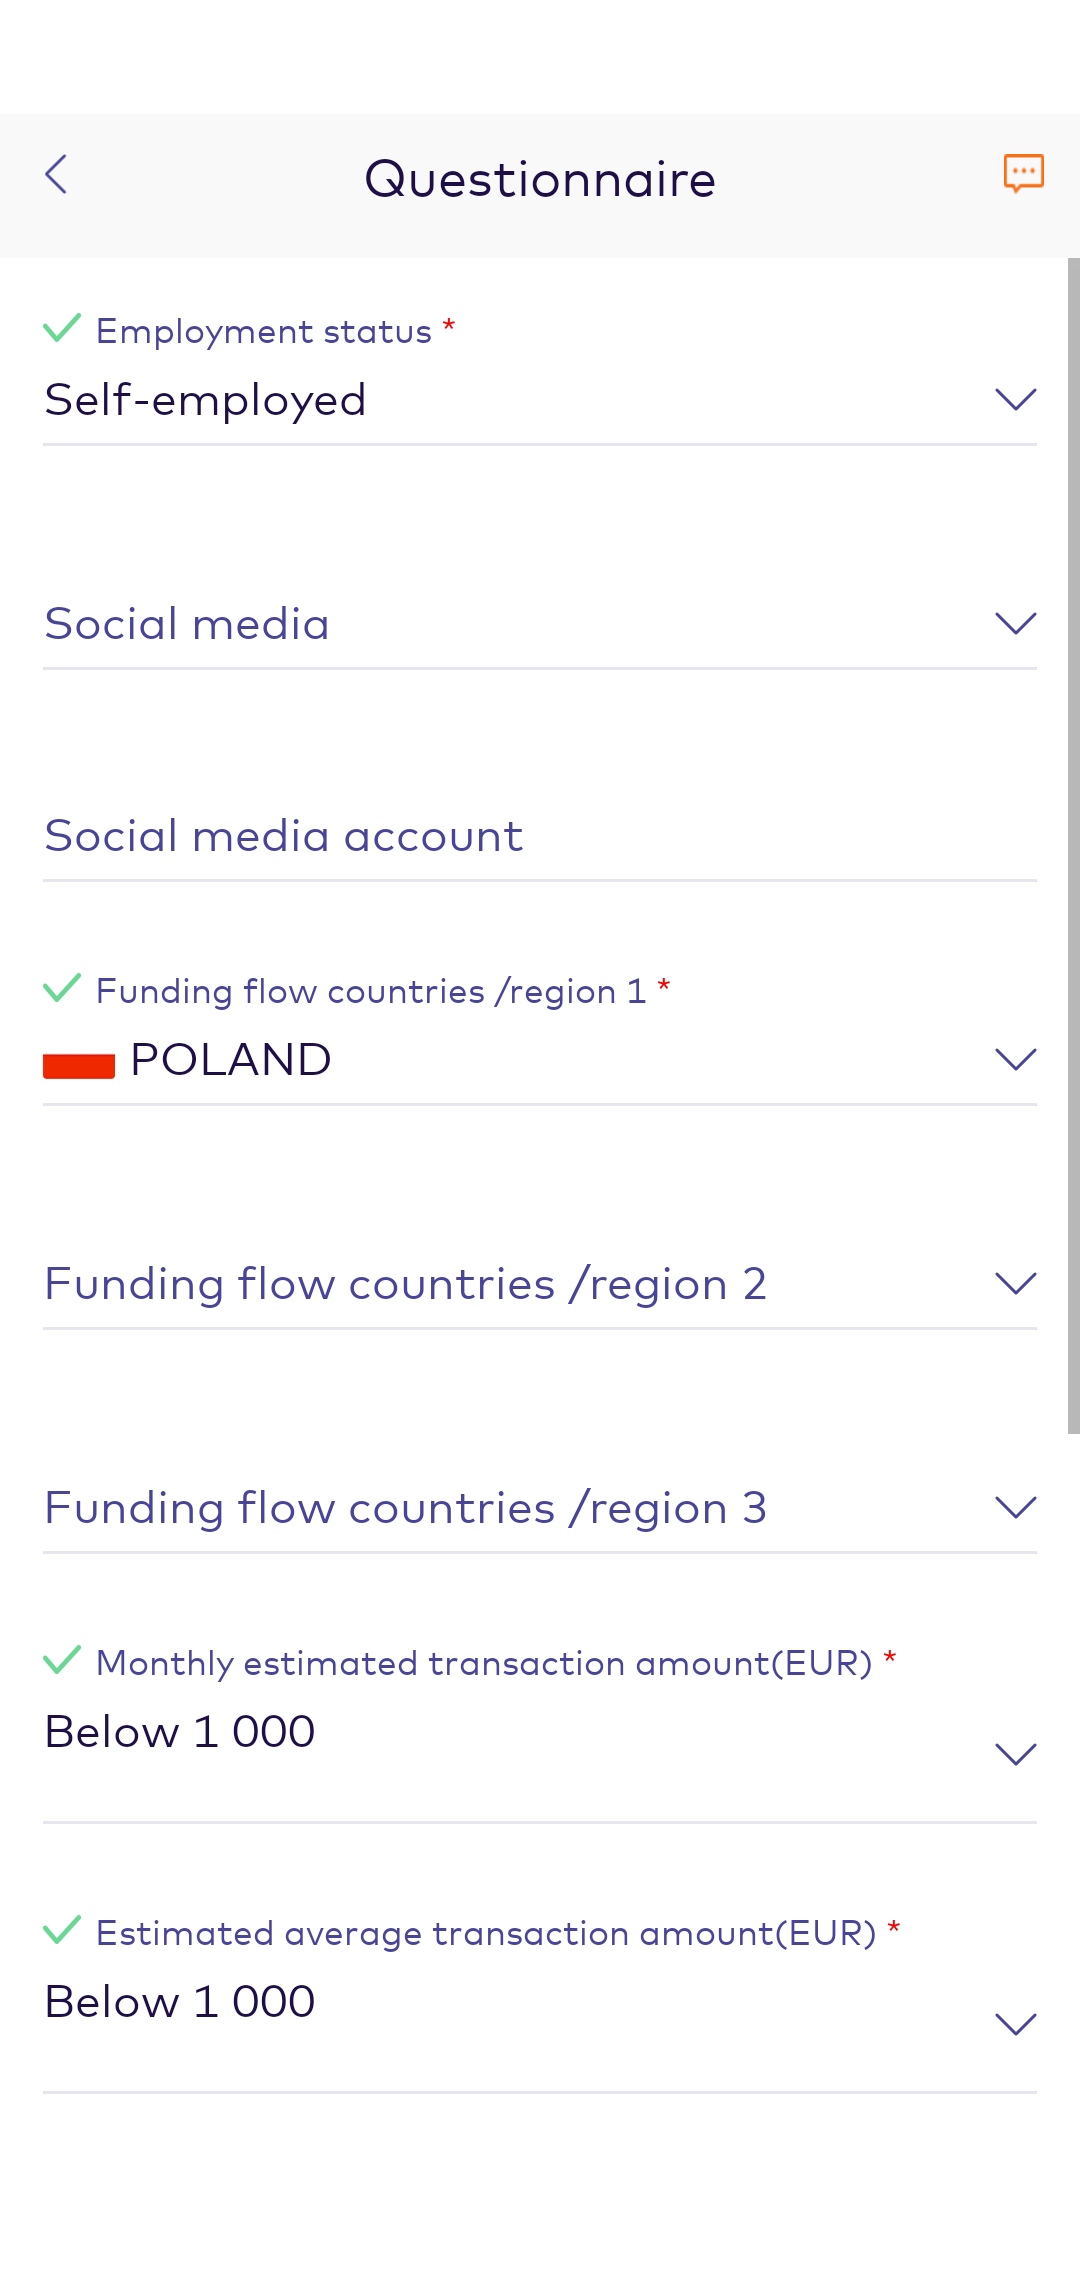 Questionnaire
Employment status *
Self-employed
Social media
Social media account
Funding flow countries /region 1 *
POLAND
Funding flow countries /region 2
Funding flow countries /region 3
Monthly estimated transaction amount(EUR) *
Below 1 000
Estimated average transaction amount(EUR) *
Below 1 000